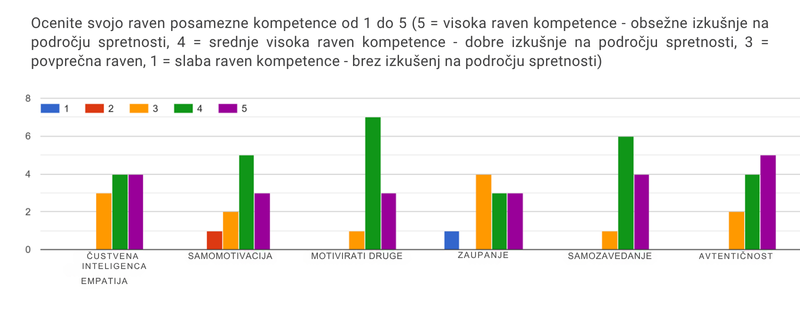 Ocenite svojo raven posamezne kompetence od 1 do 5 (5 = visoka raven kompetence - obsežne izkušnje na
področju spretnosti, 4 = srednje visoka raven kompetence - dobre izkušnje na področju spretnosti, 3 =
povprečna raven, 1 = slaba raven kompetence - brez izkušenj na področju spretnosti)
8
1 2 3 4 5
6
4
2
0
ČUSTVENA INTELIGENCA EMPATIJA
SAMOMOTIVACIJA
MOTIVIRATI DRUGE
ZAUPANJE
SAMOZAVEDANJE
AVTENTIČNOST